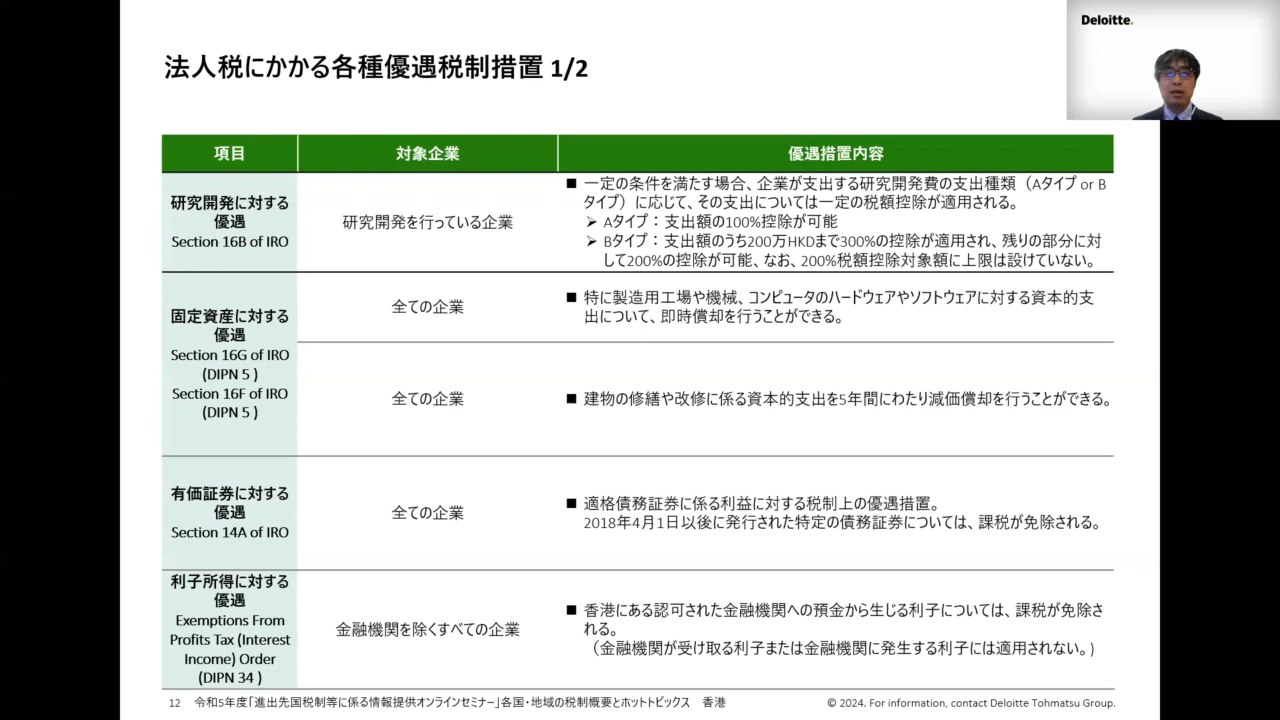 Deloitte.
法人税にかかる各種優遇税制措置 1/2
項目
対象企業
優遇措置内容
研究開発に対する
優遇
Section 16B of IRO
研究開発を行っている企業
■ 一定の条件を満たす場合、企業が支出する研究開発費の支出種類（Aタイプ or B
タイプ）に応じて、その支出については一定の税額控除が適用される。
➢ Aタイプ：支出額の100%控除が可能
➢ Bタイプ：支出額のうち200万HKDまで300%の控除が適用され、残りの部分に対
して200%の控除が可能、なお、200%税額控除対象額に上限は設けていない。
固定資産に対する
優遇
Section 16G of IRO
(DIPN 5 )
Section 16F of IRO
(DIPN 5 )
全ての企業
■ 特に製造用工場や機械、コンピュータのハードウェアやソフトウェアに対する資本的支
出について、即時償却を行うことができる。
全ての企業
■ 建物の修繕や改修に係る資本的支出を5年間にわたり減価償却を行うことができる。
有価証券に対する
優遇
Section 14A of IRO
全ての企業
■ 適格債務証券に係る利益に対する税制上の優遇措置。
2018年4月1日以後に発行された特定の債務証券については、課税が免除される。
利子所得に対する
優遇
Exemptions From
Profits Tax (Interest
Income) Order
(DIPN 34 )
金融機関を除くすべての企業
■ 香港にある認可された金融機関への預金から生じる利子については、課税が免除さ
れる。
（金融機関が受け取る利子または金融機関に発生する利子には適用されない。)
12 令和5年度「進出先国税制等に係る情報提供オンラインセミナー」各国・地域の税制概要とホットトピックス 香港
© 2024. For information, contact Deloitte Tohmatsu Group.